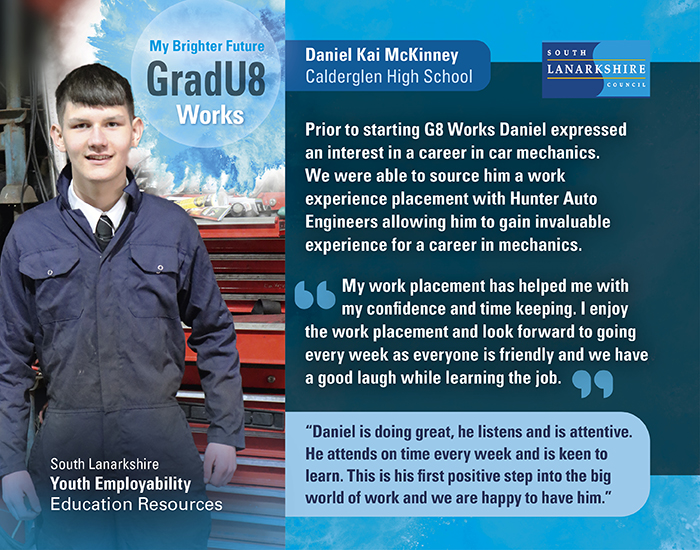 My Brighter Future
GradU8
Works
Daniel Kai McKinney
Calderglen High School
SOUTH
LANARKSHIRE
COUNCIL
Prior to starting G8 Works Daniel expressed
an interest in a career in car mechanics.
We were able to source him a work
experience placement with Hunter Auto
Engineers allowing him to gain invaluable
experience for a career in mechanics.
“ My work placement has helped me with
my confidence and time keeping. I enjoy
the work placement and look forward to going
every week as everyone is friendly and we have
a good laugh while learning the job. ”
“Daniel is doing great, he listens and is attentive.
He attends on time every week and is keen to
learn. This is his first positive step into the big
world of work and we are happy to have him.”
South Lanarkshire
Youth Employability
Education Resources